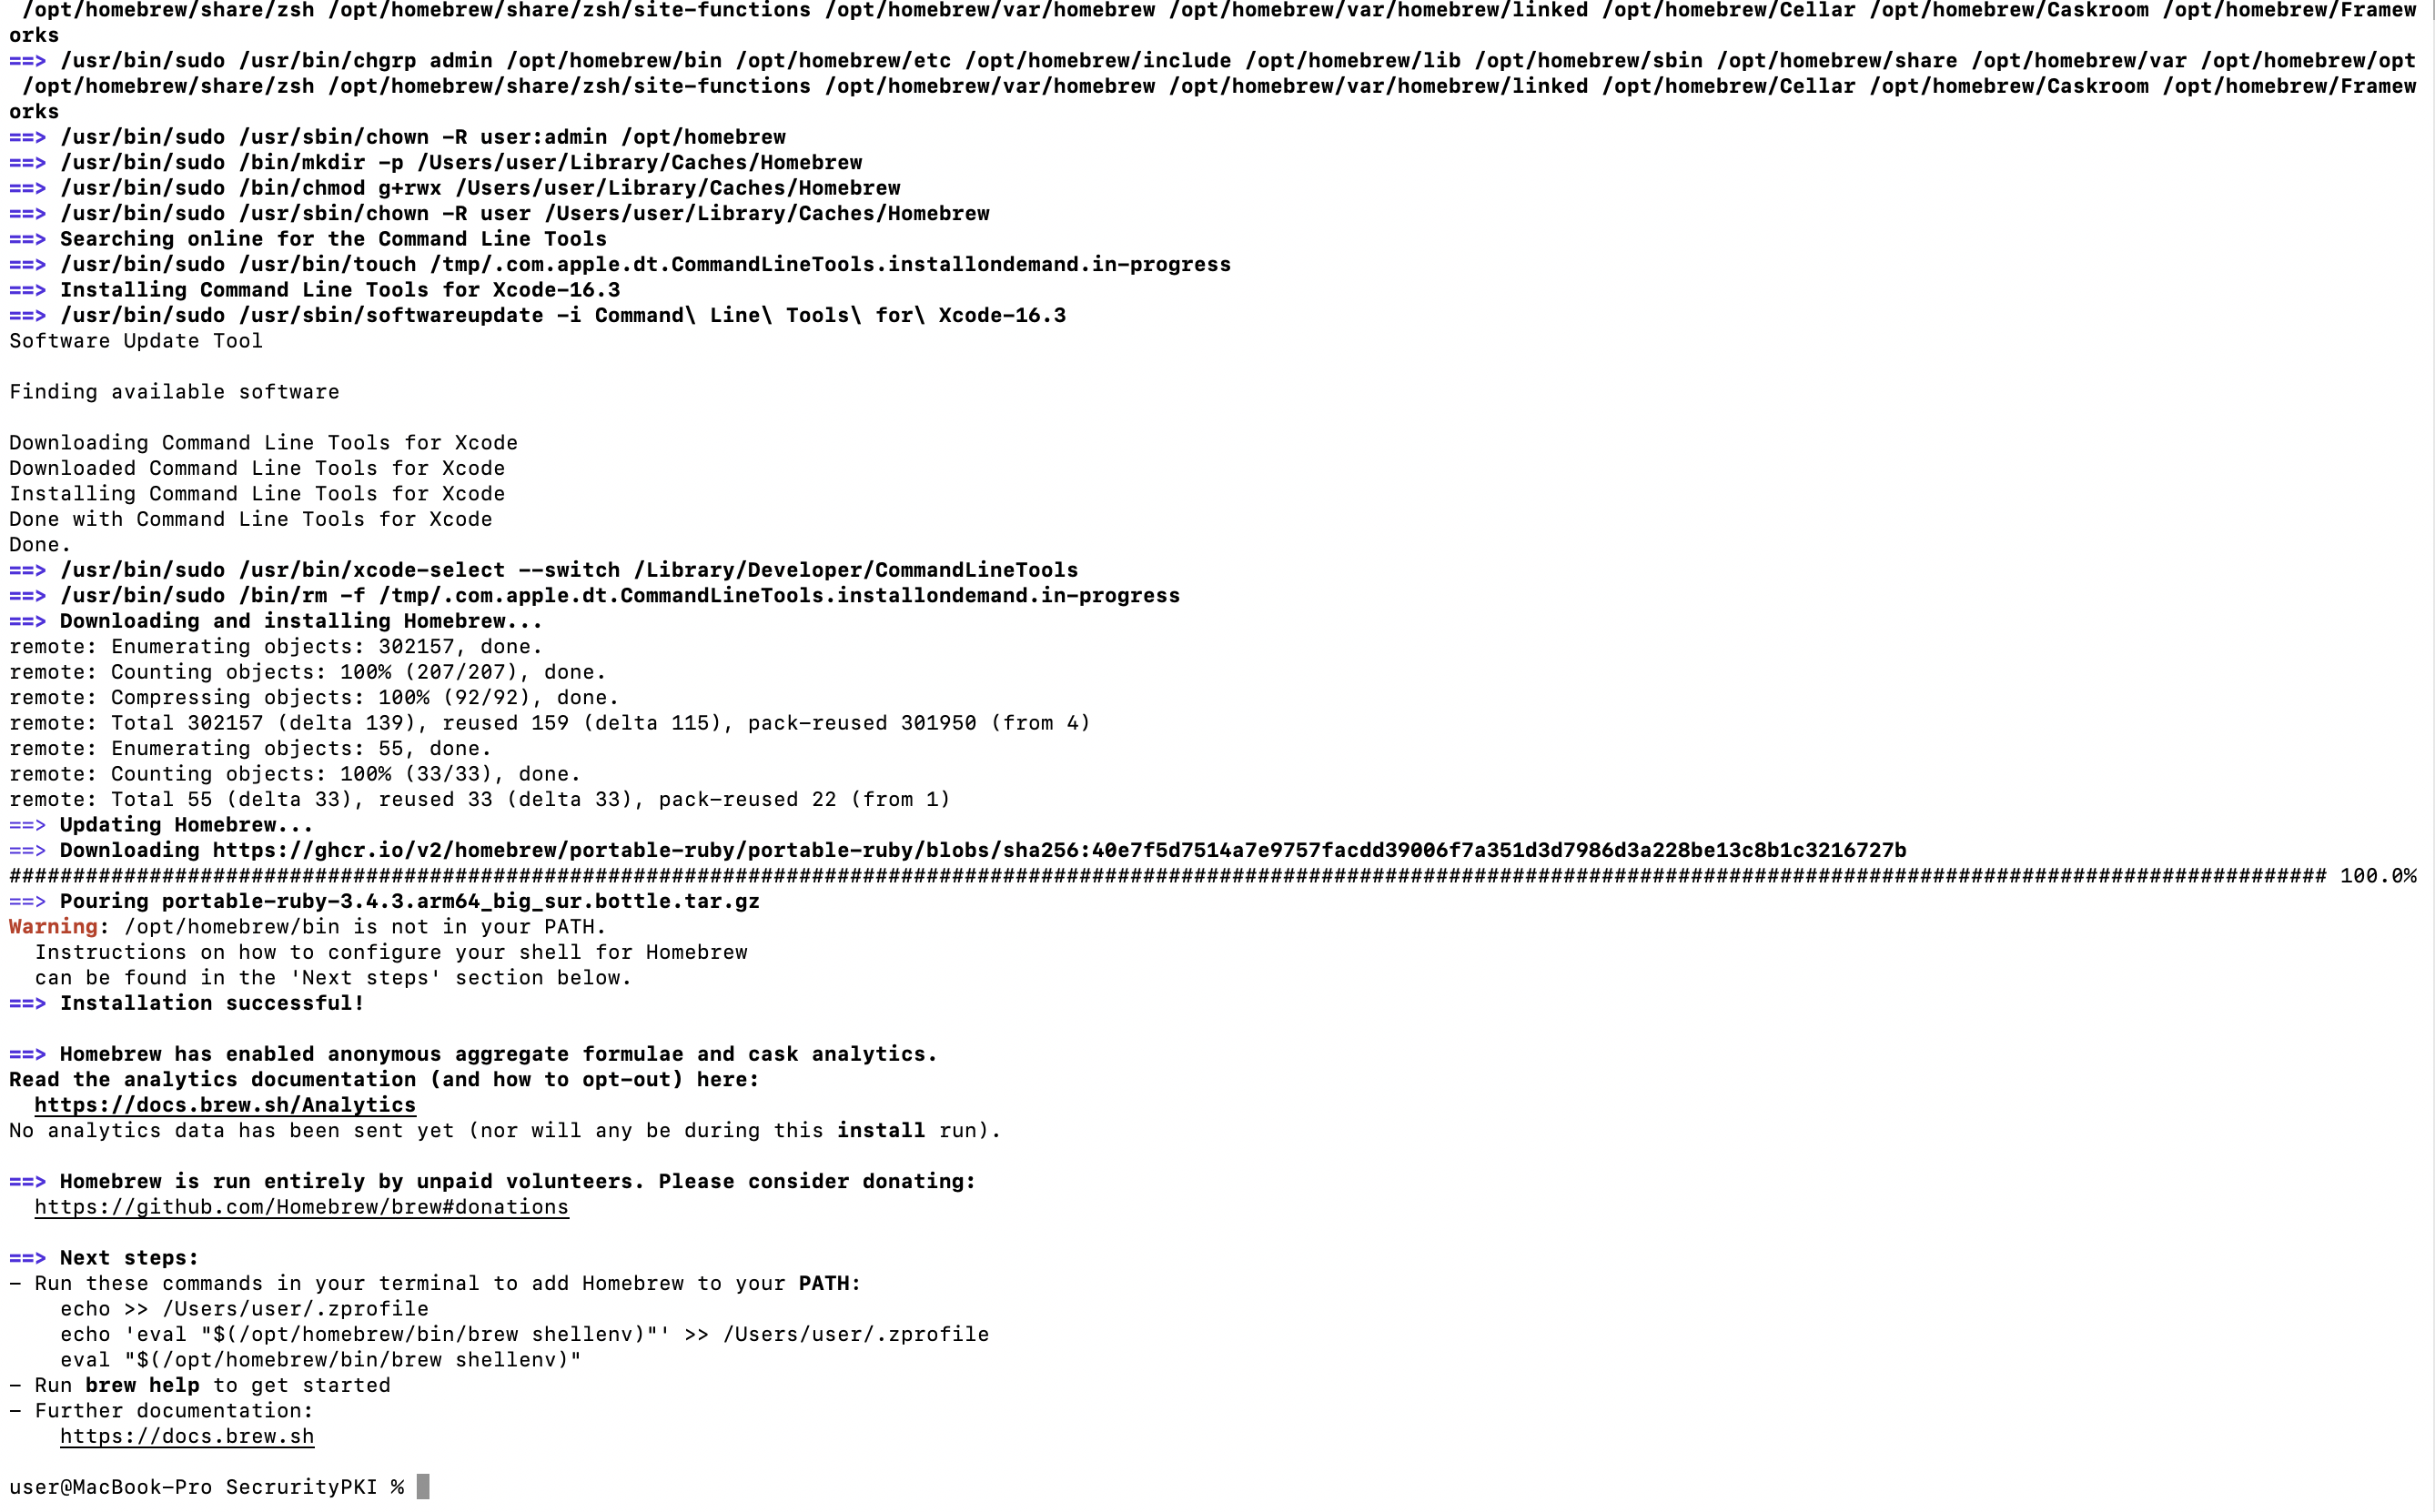 /opt/homebrew/share/zsh /opt/homebrew/share/zsh/site-functions /opt/homebrew/var/homebrew /opt/homebrew/var/homebrew/linked /opt/homebrew/Cellar /opt/homebrew/Caskroom /opt/homebrew/Framew
orks
==> /usr/bin/sudo /usr/bin/chgrp admin /opt/homebrew/bin /opt/homebrew/etc /opt/homebrew/include /opt/homebrew/lib /opt/homebrew/sbin /opt/homebrew/share /opt/homebrew/var /opt/homebrew/opt
/opt/homebrew/share/zsh /opt/homebrew/share/zsh/site-functions /opt/homebrew/var/homebrew /opt/homebrew/var/homebrew/linked /opt/homebrew/Cellar /opt/homebrew/Caskroom /opt/homebrew/Framew
orks
==> /usr/bin/sudo /usr/sbin/chown -R user:admin /opt/homebrew
==> /usr/bin/sudo /bin/mkdir -p /Users/user/Library/Caches/Homebrew
==> /usr/bin/sudo /bin/chmod g+rwx /Users/user/Library/Caches/Homebrew
==> /usr/bin/sudo /usr/sbin/chown -R user /Users/user/Library/Caches/Homebrew
==> Searching online for the Command Line Tools
==> /usr/bin/sudo /usr/bin/touch /tmp/.com.apple.dt.CommandLineTools.installondemand.in-progress
==> Installing Command Line Tools for Xcode-16.3
==> /usr/bin/sudo /usr/sbin/softwareupdate -i Command\ Line\ Tools\ for\ Xcode-16.3
Software Update Tool
Finding available software
Downloading Command Line Tools for Xcode
Downloaded Command Line Tools for Xcode
Installing Command Line Tools for Xcode
Done with Command Line Tools for Xcode
Done.
==> /usr/bin/sudo /usr/bin/xcode-select --switch /Library/Developer/CommandLineTools
==> /usr/bin/sudo /bin/rm -f /tmp/.com.apple.dt.CommandLineTools.installondemand.in-progress
==> Downloading and installing Homebrew...
remote: Enumerating objects: 302157, done.
remote: Counting objects: 100% (207/207), done.
remote: Compressing objects: 100% (92/92), done.
remote: Total 302157 (delta 139), reused 159 (delta 115), pack-reused 301950 (from 4)
remote: Enumerating objects: 55, done.
remote: Counting objects: 100% (33/33), done.
remote: Total 55 (delta 33), reused 33 (delta 33), pack-reused 22 (from 1)
==> Updating Homebrew...
==> Downloading https://ghcr.io/v2/homebrew/portable-ruby/portable-ruby/blobs/sha256:40e7f5d7514a7e9757facdd39006f7a351d3d7986d3a228be13c8b1c3216727b
###################################################################################################################################################################################### 100.0%
==> Pouring portable-ruby-3.4.3.arm64_big_sur.bottle.tar.gz
Warning: /opt/homebrew/bin is not in your PATH.
Instructions on how to configure your shell for Homebrew
can be found in the 'Next steps' section below.
==> Installation successful!
==> Homebrew has enabled anonymous aggregate formulae and cask analytics.
Read the analytics documentation (and how to opt-out) here:
https://docs.brew.sh/Analytics
No analytics data has been sent yet (nor will any be during this install run).
==> Homebrew is run entirely by unpaid volunteers. Please consider donating:
https://github.com/Homebrew/brew#donations
==> Next steps:
- Run these commands in your terminal to add Homebrew to your PATH:
echo >> /Users/user/.zprofile
echo 'eval "$(/opt/homebrew/bin/brew shellenv)"' >> /Users/user/.zprofile
eval "$(/opt/homebrew/bin/brew shellenv)"
- Run brew help to get started
- Further documentation:
https://docs.brew.sh
user@MacBook-Pro SecrurityPKI %